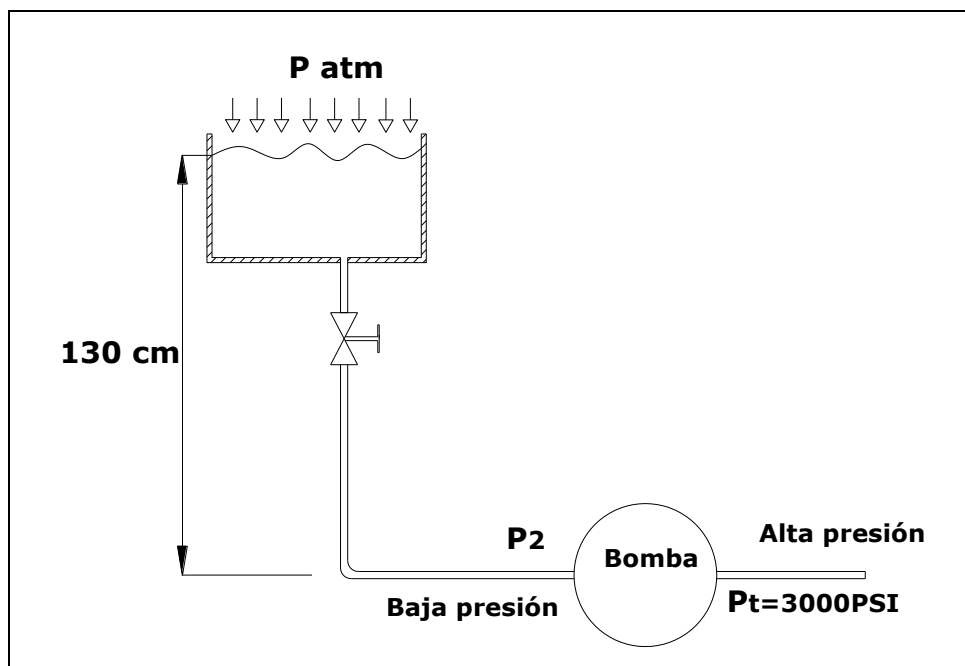 P atm
130 cm
P2
Bomba
Alta presión
Baja presión
Pt=3000PSI